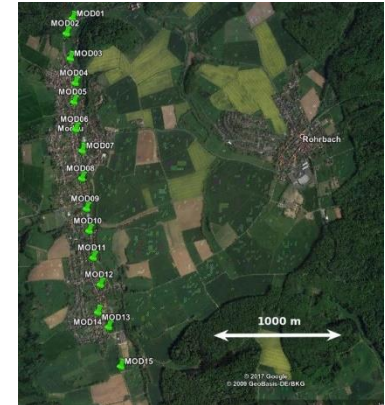 MOD01
MOD02
MOD03
MOD04
MOD05
MOD06
MOD07
MOD08
MOD09
MOD10
MOD11
MOD12
MOD13
MOD14
MOD15
Rohrbach
1000 m
© 2017 Google
© 2009 GeoBasis-DE/BKG